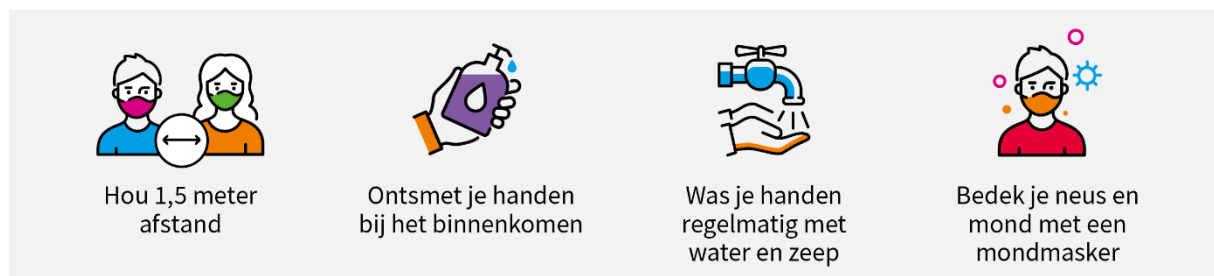 Hou 1,5 meter
afstand
Ontsmet je handen
bij het binnenkomen
Was je handen
regelmatig met
water en zeep
Bedek je neus en
mond met een
mondmasker